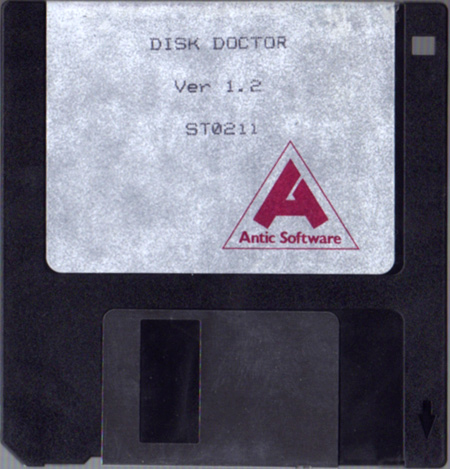 DISK DOCTOR
Ver 1.2
ST0211
Antic Software